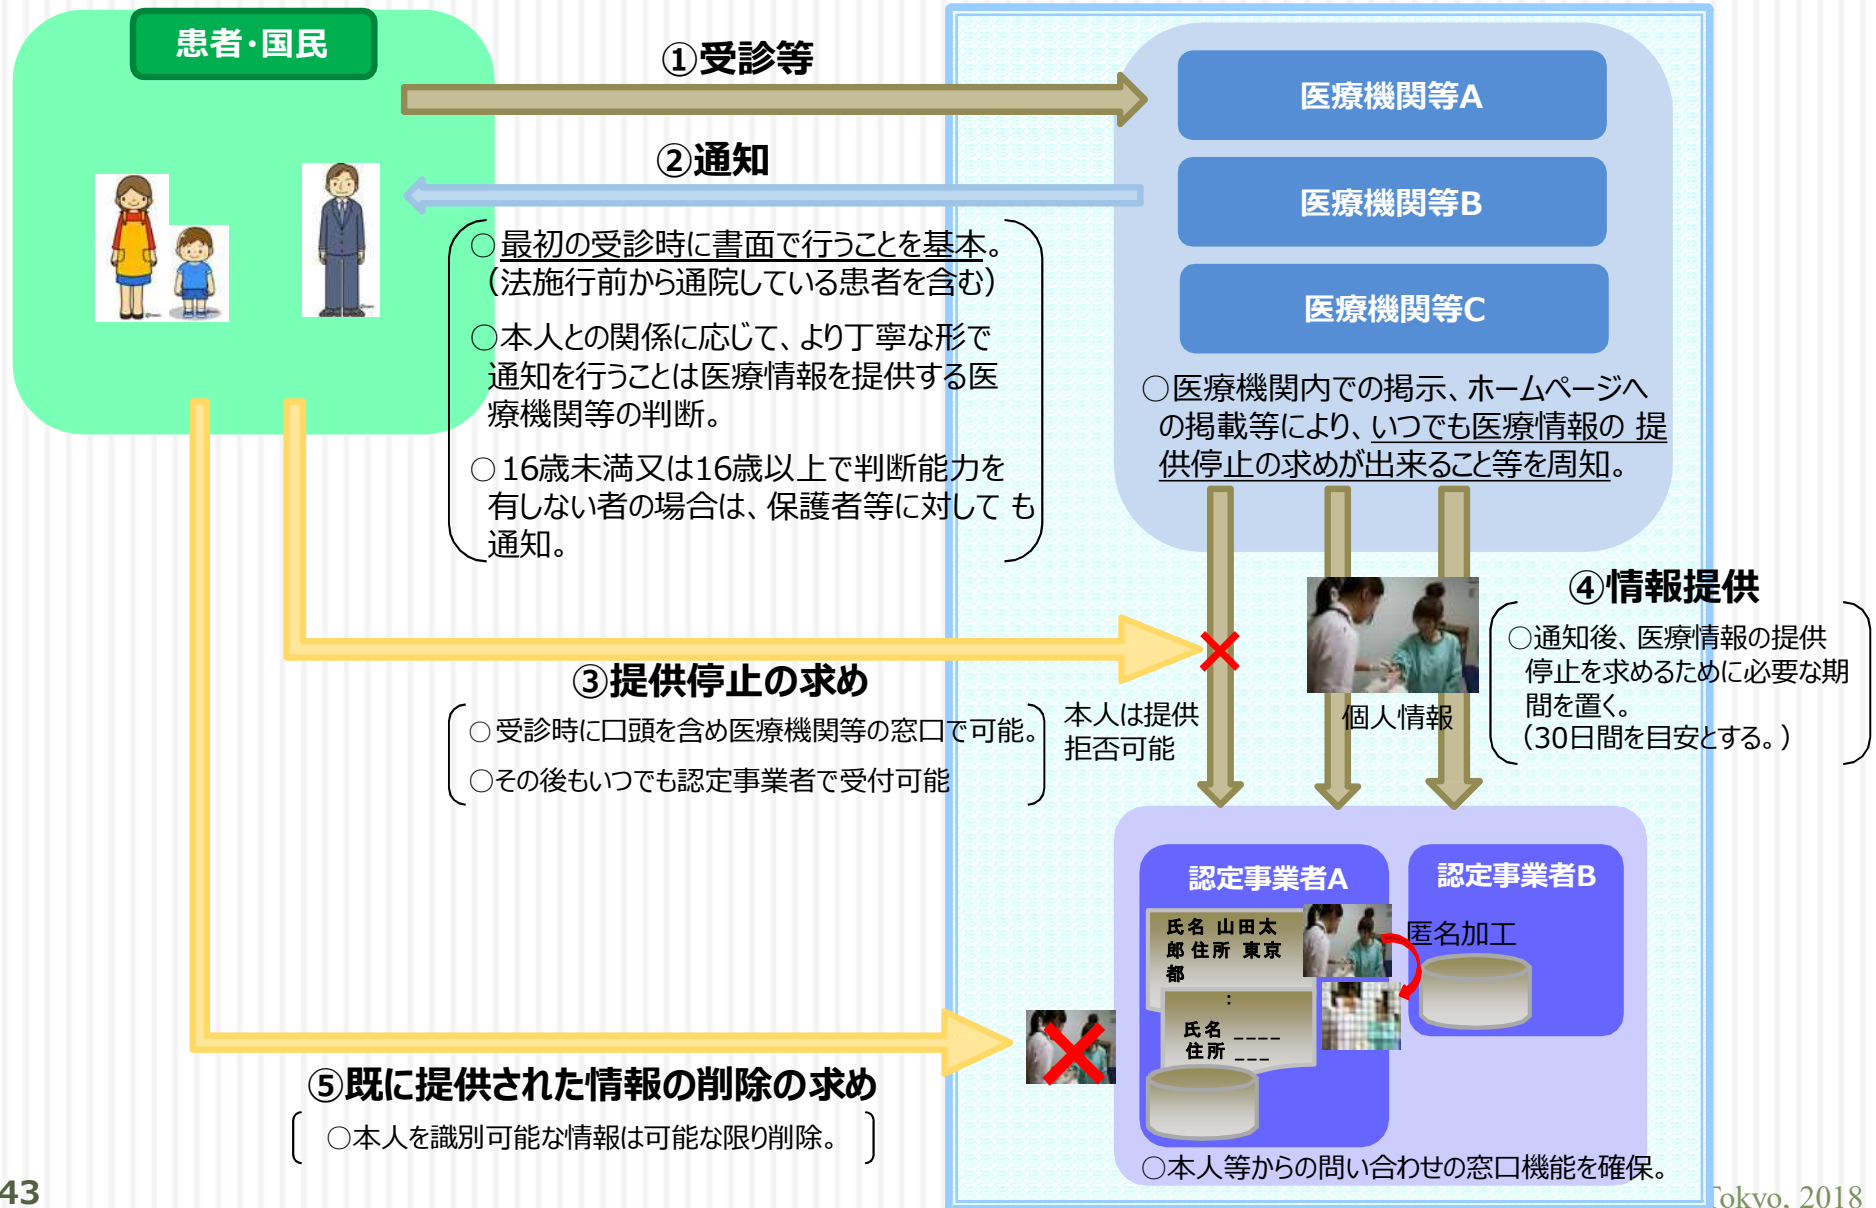 患者・国民
①受診等
②通知
○最初の受診時に書面で行うことを基本。
（法施行前から通院している患者を含む）
○本人との関係に応じて、より丁寧な形で
通知を行うことは医療情報を提供する医
療機関等の判断。
○16歳未満又は16歳以上で判断能力を
有しない者の場合は、保護者等に対して も
通知。
医療機関等A
医療機関等B
医療機関等C
○医療機関内での掲示、ホームページへ
の掲載等により、いつでも医療情報の 提
供停止の求めが出来ること等を周知。
③提供停止の求め
○受診時に口頭を含め医療機関等の窓口で可能。
○その後もいつでも認定事業者で受付可能
本人は提供
拒否可能
個人情報
④情報提供
○通知後、医療情報の提供
停止を求めるために必要な期
間を置く。
（30日間を目安とする。）
認定事業者A
氏名 山田太
郎 住所 東京
都
：
氏名 ____
住所 ___
認定事業者B
匿名加工
⑤既に提供された情報の削除の求め
○本人を識別可能な情報は可能な限り削除。
○本人等からの問い合わせの窓口機能を確保。
43
Tokyo, 2018